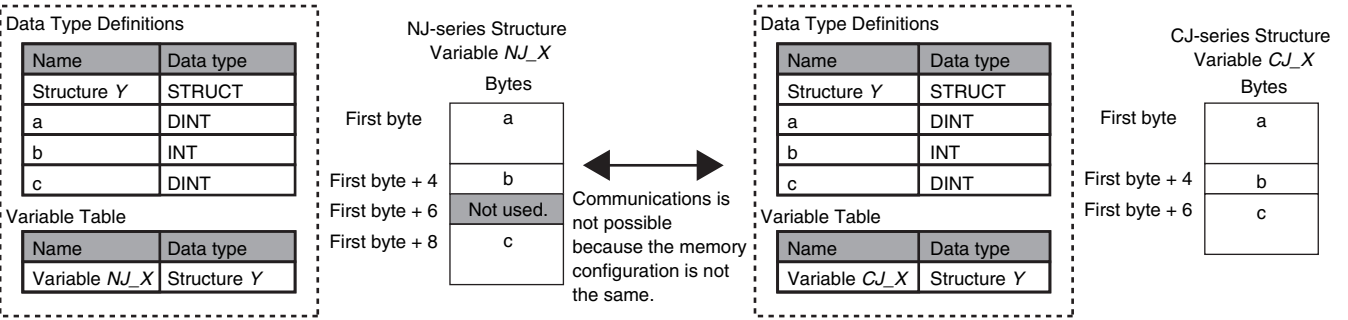 Data Type Definitions
Name Data type
Structure Y STRUCT
a DINT
b INT
c DINT
Variable Table
Name Data type
Variable NJ_X Structure Y
NJ-series Structure
Variable NJ_X
Bytes
First byte a
First byte + 4 b
First byte + 6 Not used.
First byte + 8 c
Communications is
not possible
because the memory
configuration is not
the same.
Data Type Definitions
Name Data type
Structure Y STRUCT
a DINT
b INT
c DINT
Variable Table
Name Data type
Variable CJ_X Structure Y
CJ-series Structure
Variable CJ_X
Bytes
First byte a
First byte + 4 b
First byte + 6 c